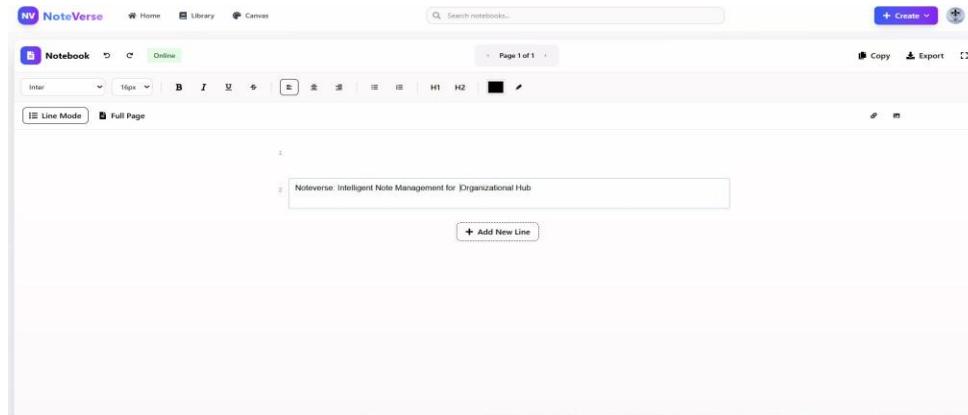 NV NoteVerse Home Library Canvas Search notebooks... + Create
Notebook Online Page 1 of 1 Copy Export
Inter 16px B I U S H1 H2
Line Mode Full Page
1
2 Noteverse: Intelligent Note Management for Organizational Hub
+ Add New Line